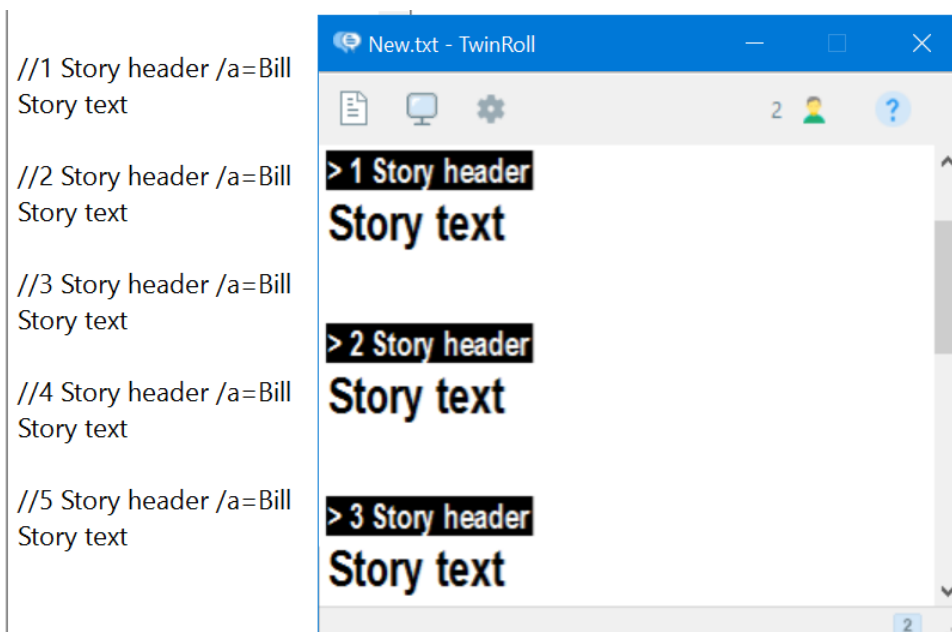 //1 Story header /a=Bill
Story text
//2 Story header /a=Bill
Story text
//3 Story header /a=Bill
Story text
//4 Story header /a=Bill
Story text
//5 Story header /a=Bill
Story text
New.txt - TwinRoll
2
?
> 1 Story header
Story text
> 2 Story header
Story text
> 3 Story header
Story text
2